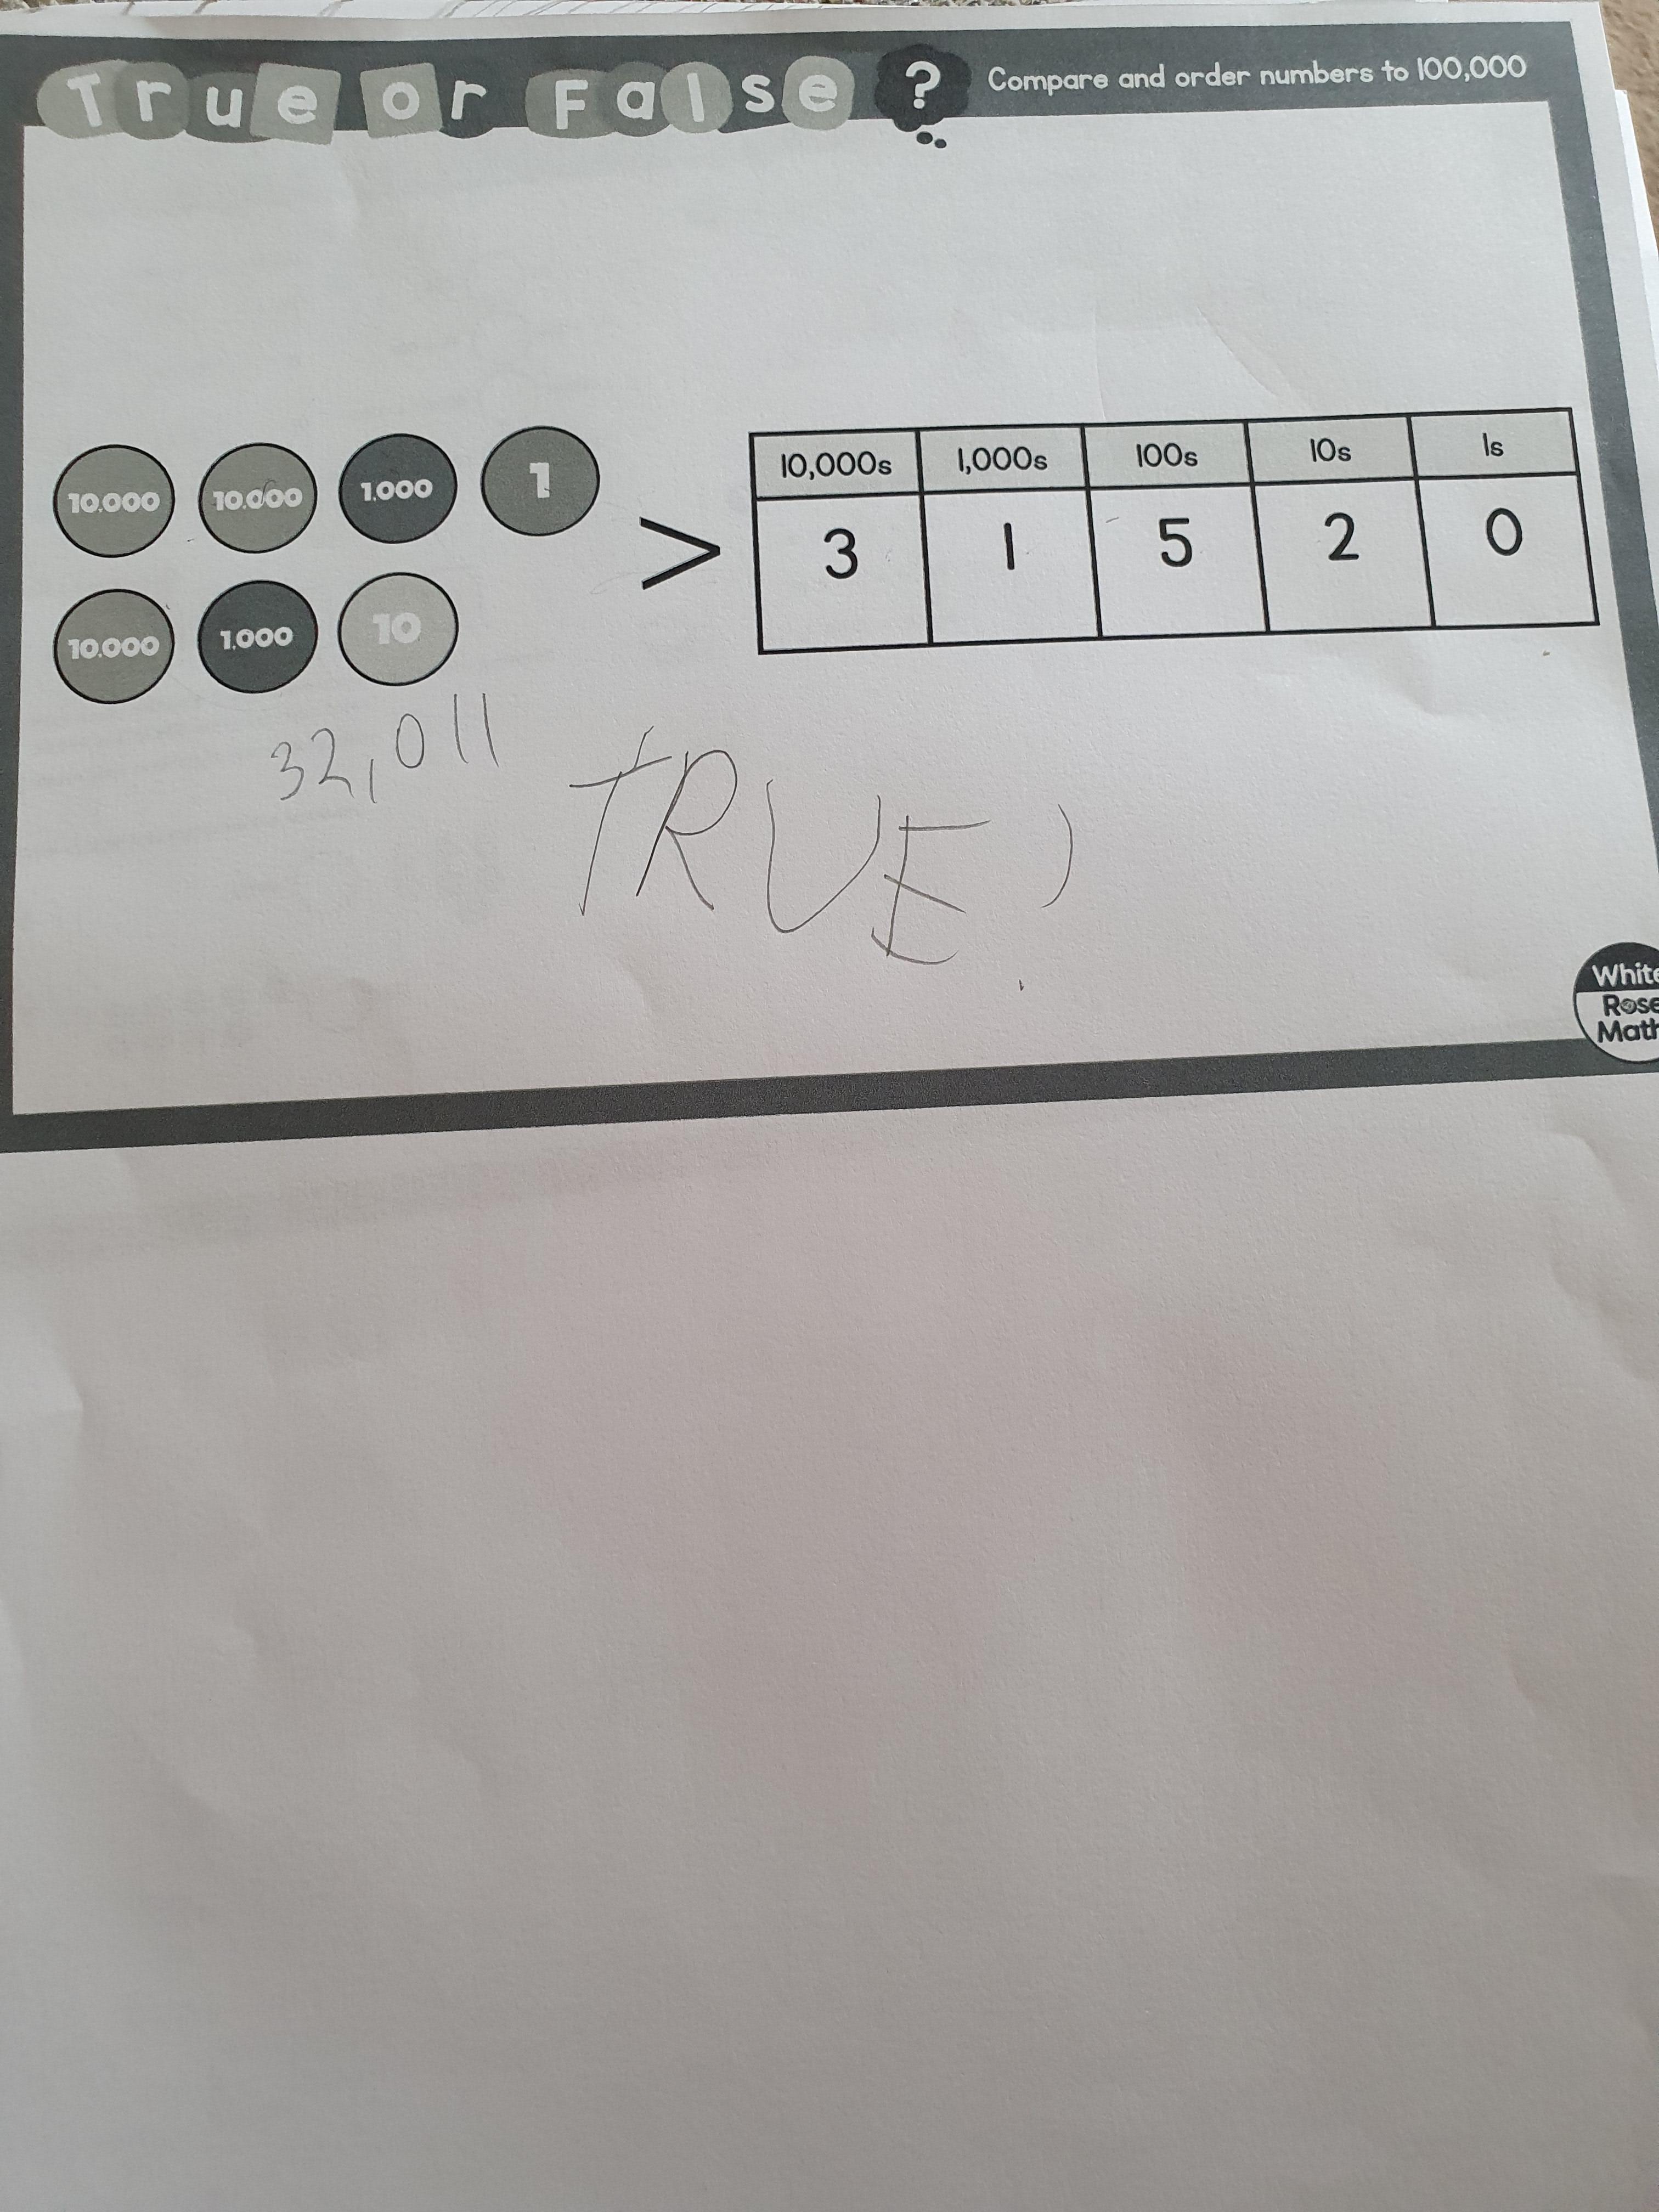 True or False ? Compare and order numbers to 100,000
10,000 10,000 1,000 1
10,000 1,000 10
>
10,000s 1,000s 100s 10s 1s
3 1 5 2 0
32,011
TRUE!
White
Rose
Math